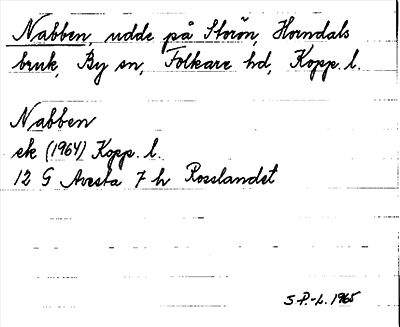 Nabben, udde på Storön, Horndals
bruk, By sn, Folkare hd, Kopp. l.
Nabben
ek (1964) Kopp. l.
12 G Avesta 7 h Rosslandet
S P.-L. 1965